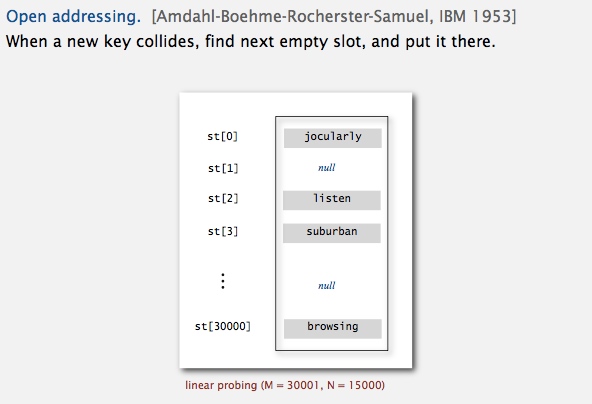 Open addressing. [Amdahl-Boehme-Rocherster-Samuel, IBM 1953]
When a new key collides, find next empty slot, and put it there.
st[0] jocularly
st[1] null
st[2] listen
st[3] suburban
⋮ null
st[30000] browsing
linear probing (M = 30001, N = 15000)